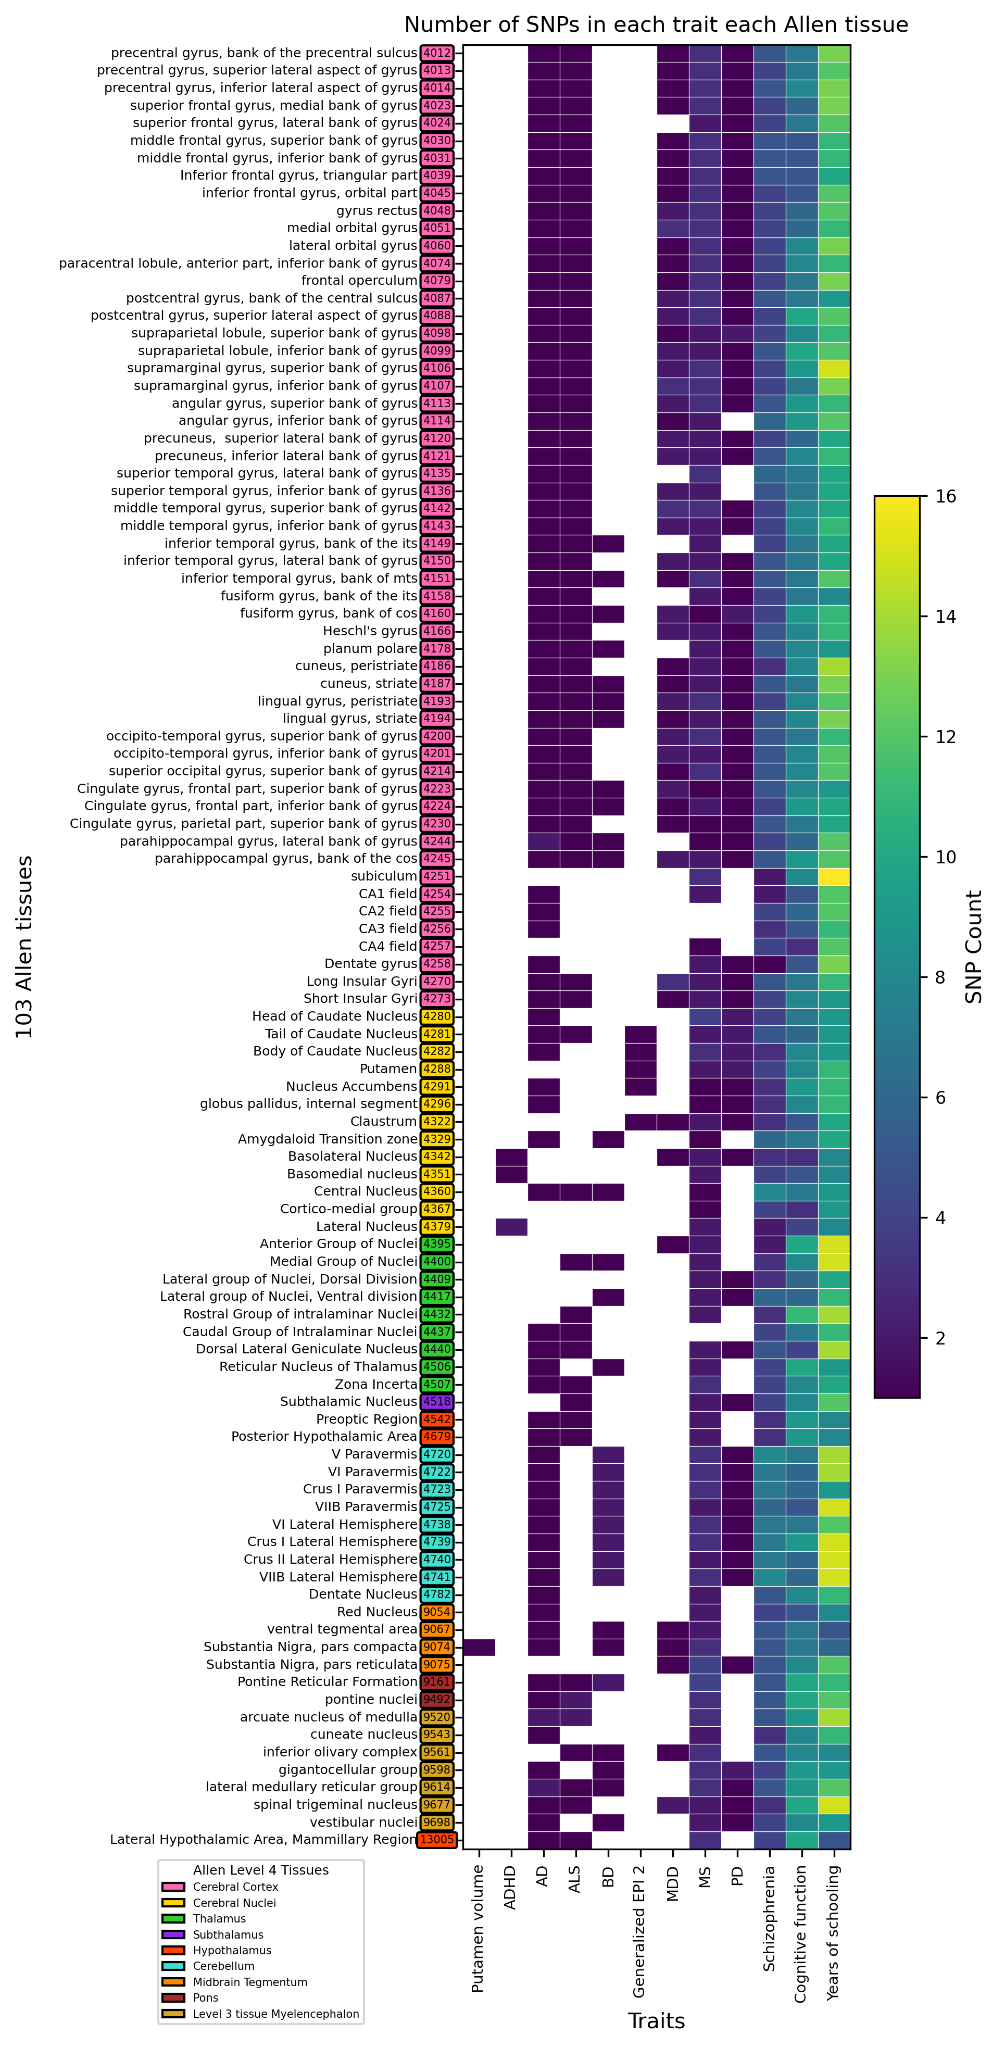 Number of SNPs in each trait each Allen tissue
precentral gyrus, bank of the precentral sulcus 4012
precentral gyrus, superior lateral aspect of gyrus 4013
precentral gyrus, inferior lateral aspect of gyrus 4014
superior frontal gyrus, medial bank of gyrus 4023
superior frontal gyrus, lateral bank of gyrus 4024
middle frontal gyrus, superior bank of gyrus 4030
middle frontal gyrus, inferior bank of gyrus 4031
Inferior frontal gyrus, triangular part 4039
inferior frontal gyrus, orbital part 4045
gyrus rectus 4048
medial orbital gyrus 4051
lateral orbital gyrus 4060
paracentral lobule, anterior part, inferior bank of gyrus 4074
frontal operculum 4079
postcentral gyrus, bank of the central sulcus 4087
postcentral gyrus, superior lateral aspect of gyrus 4088
supraparietal lobule, superior bank of gyrus 4098
supraparietal lobule, inferior bank of gyrus 4099
supramarginal gyrus, superior bank of gyrus 4106
supramarginal gyrus, inferior bank of gyrus 4107
angular gyrus, superior bank of gyrus 4113
angular gyrus, inferior bank of gyrus 4114
precuneus,  superior lateral bank of gyrus 4120
precuneus, inferior lateral bank of gyrus 4121
superior temporal gyrus, lateral bank of gyrus 4135
superior temporal gyrus, inferior bank of gyrus 4136
middle temporal gyrus, superior bank of gyrus 4142
middle temporal gyrus, inferior bank of gyrus 4143
inferior temporal gyrus, bank of the its 4149
inferior temporal gyrus, lateral bank of gyrus 4150
inferior temporal gyrus, bank of mts 4151
fusiform gyrus, bank of the its 4158
fusiform gyrus, bank of cos 4160
Heschl's gyrus 4166
planum polare 4178
cuneus, peristriate 4186
cuneus, striate 4187
lingual gyrus, peristriate 4193
lingual gyrus, striate 4194
occipito-temporal gyrus, superior bank of gyrus 4200
occipito-temporal gyrus, inferior bank of gyrus 4201
superior occipital gyrus, superior bank of gyrus 4214
Cingulate gyrus, frontal part, superior bank of gyrus 4223
Cingulate gyrus, frontal part, inferior bank of gyrus 4224
Cingulate gyrus, parietal part, superior bank of gyrus 4230
parahippocampal gyrus, lateral bank of gyrus 4244
parahippocampal gyrus, bank of the cos 4245
subiculum 4251
CA1 field 4254
CA2 field 4255
CA3 field 4256
CA4 field 4257
Dentate gyrus 4258
Long Insular Gyri 4270
Short Insular Gyri 4273
Head of Caudate Nucleus 4280
Tail of Caudate Nucleus 4281
Body of Caudate Nucleus 4282
Putamen 4288
Nucleus Accumbens 4291
globus pallidus, internal segment 4296
Claustrum 4322
Amygdaloid Transition zone 4329
Basolateral Nucleus 4342
Basomedial nucleus 4351
Central Nucleus 4360
Cortico-medial group 4367
Lateral Nucleus 4379
Anterior Group of Nuclei 4395
Medial Group of Nuclei 4400
Lateral group of Nuclei, Dorsal Division 4409
Lateral group of Nuclei, Ventral division 4417
Rostral Group of intralaminar Nuclei 4432
Caudal Group of Intralaminar Nuclei 4437
Dorsal Lateral Geniculate Nucleus 4440
Reticular Nucleus of Thalamus 4506
Zona Incerta 4507
Subthalamic Nucleus 4518
Preoptic Region 4542
Posterior Hypothalamic Area 4679
V Paravermis 4720
VI Paravermis 4722
Crus I Paravermis 4723
VIIB Paravermis 4725
VI Lateral Hemisphere 4738
Crus I Lateral Hemisphere 4739
Crus II Lateral Hemisphere 4740
VIIB Lateral Hemisphere 4741
Dentate Nucleus 4782
Red Nucleus 9054
ventral tegmental area 9067
Substantia Nigra, pars compacta 9074
Substantia Nigra, pars reticulata 9075
Pontine Reticular Formation 9161
pontine nuclei 9492
arcuate nucleus of medulla 9520
cuneate nucleus 9543
inferior olivary complex 9561
gigantocellular group 9598
lateral medullary reticular group 9614
spinal trigeminal nucleus 9677
vestibular nuclei 9698
Lateral Hypothalamic Area, Mammillary Region 13005
103 Allen tissues
Putamen volume
ADHD
AD
ALS
BD
Generalized EPI 2
MDD
MS
PD
Schizophrenia
Cognitive function
Years of schooling
Traits
16
14
12
10
8
6
4
2
SNP Count
Allen Level 4 Tissues
Cerebral Cortex
Cerebral Nuclei
Thalamus
Subthalamus
Hypothalamus
Cerebellum
Midbrain Tegmentum
Pons
Level 3 tissue Myelencephalon